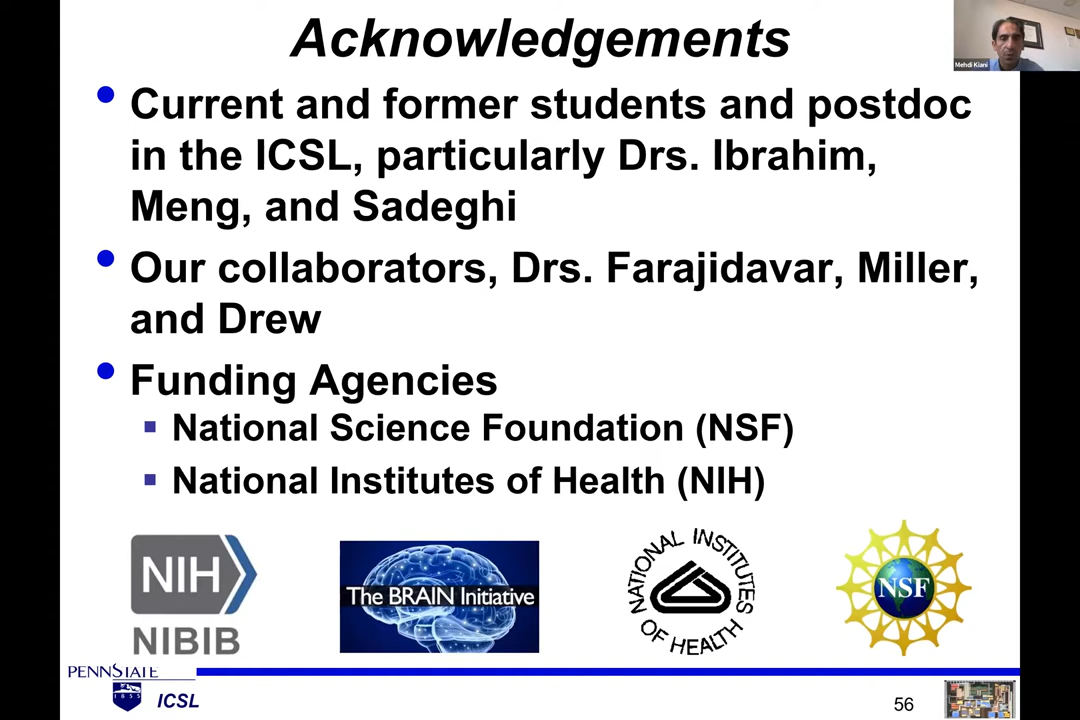 Acknowledgements
Mehdi Kiani
• Current and former students and postdoc
in the ICSL, particularly Drs. Ibrahim,
Meng, and Sadeghi
• Our collaborators, Drs. Farajidavar, Miller,
and Drew
• Funding Agencies
▪ National Science Foundation (NSF)
▪ National Institutes of Health (NIH)
NIH
NIBIB
The BRAIN Initiative
NATIONAL INSTITUTES
OF HEALTH
NSF
PENNSTATE
1855
ICSL
56